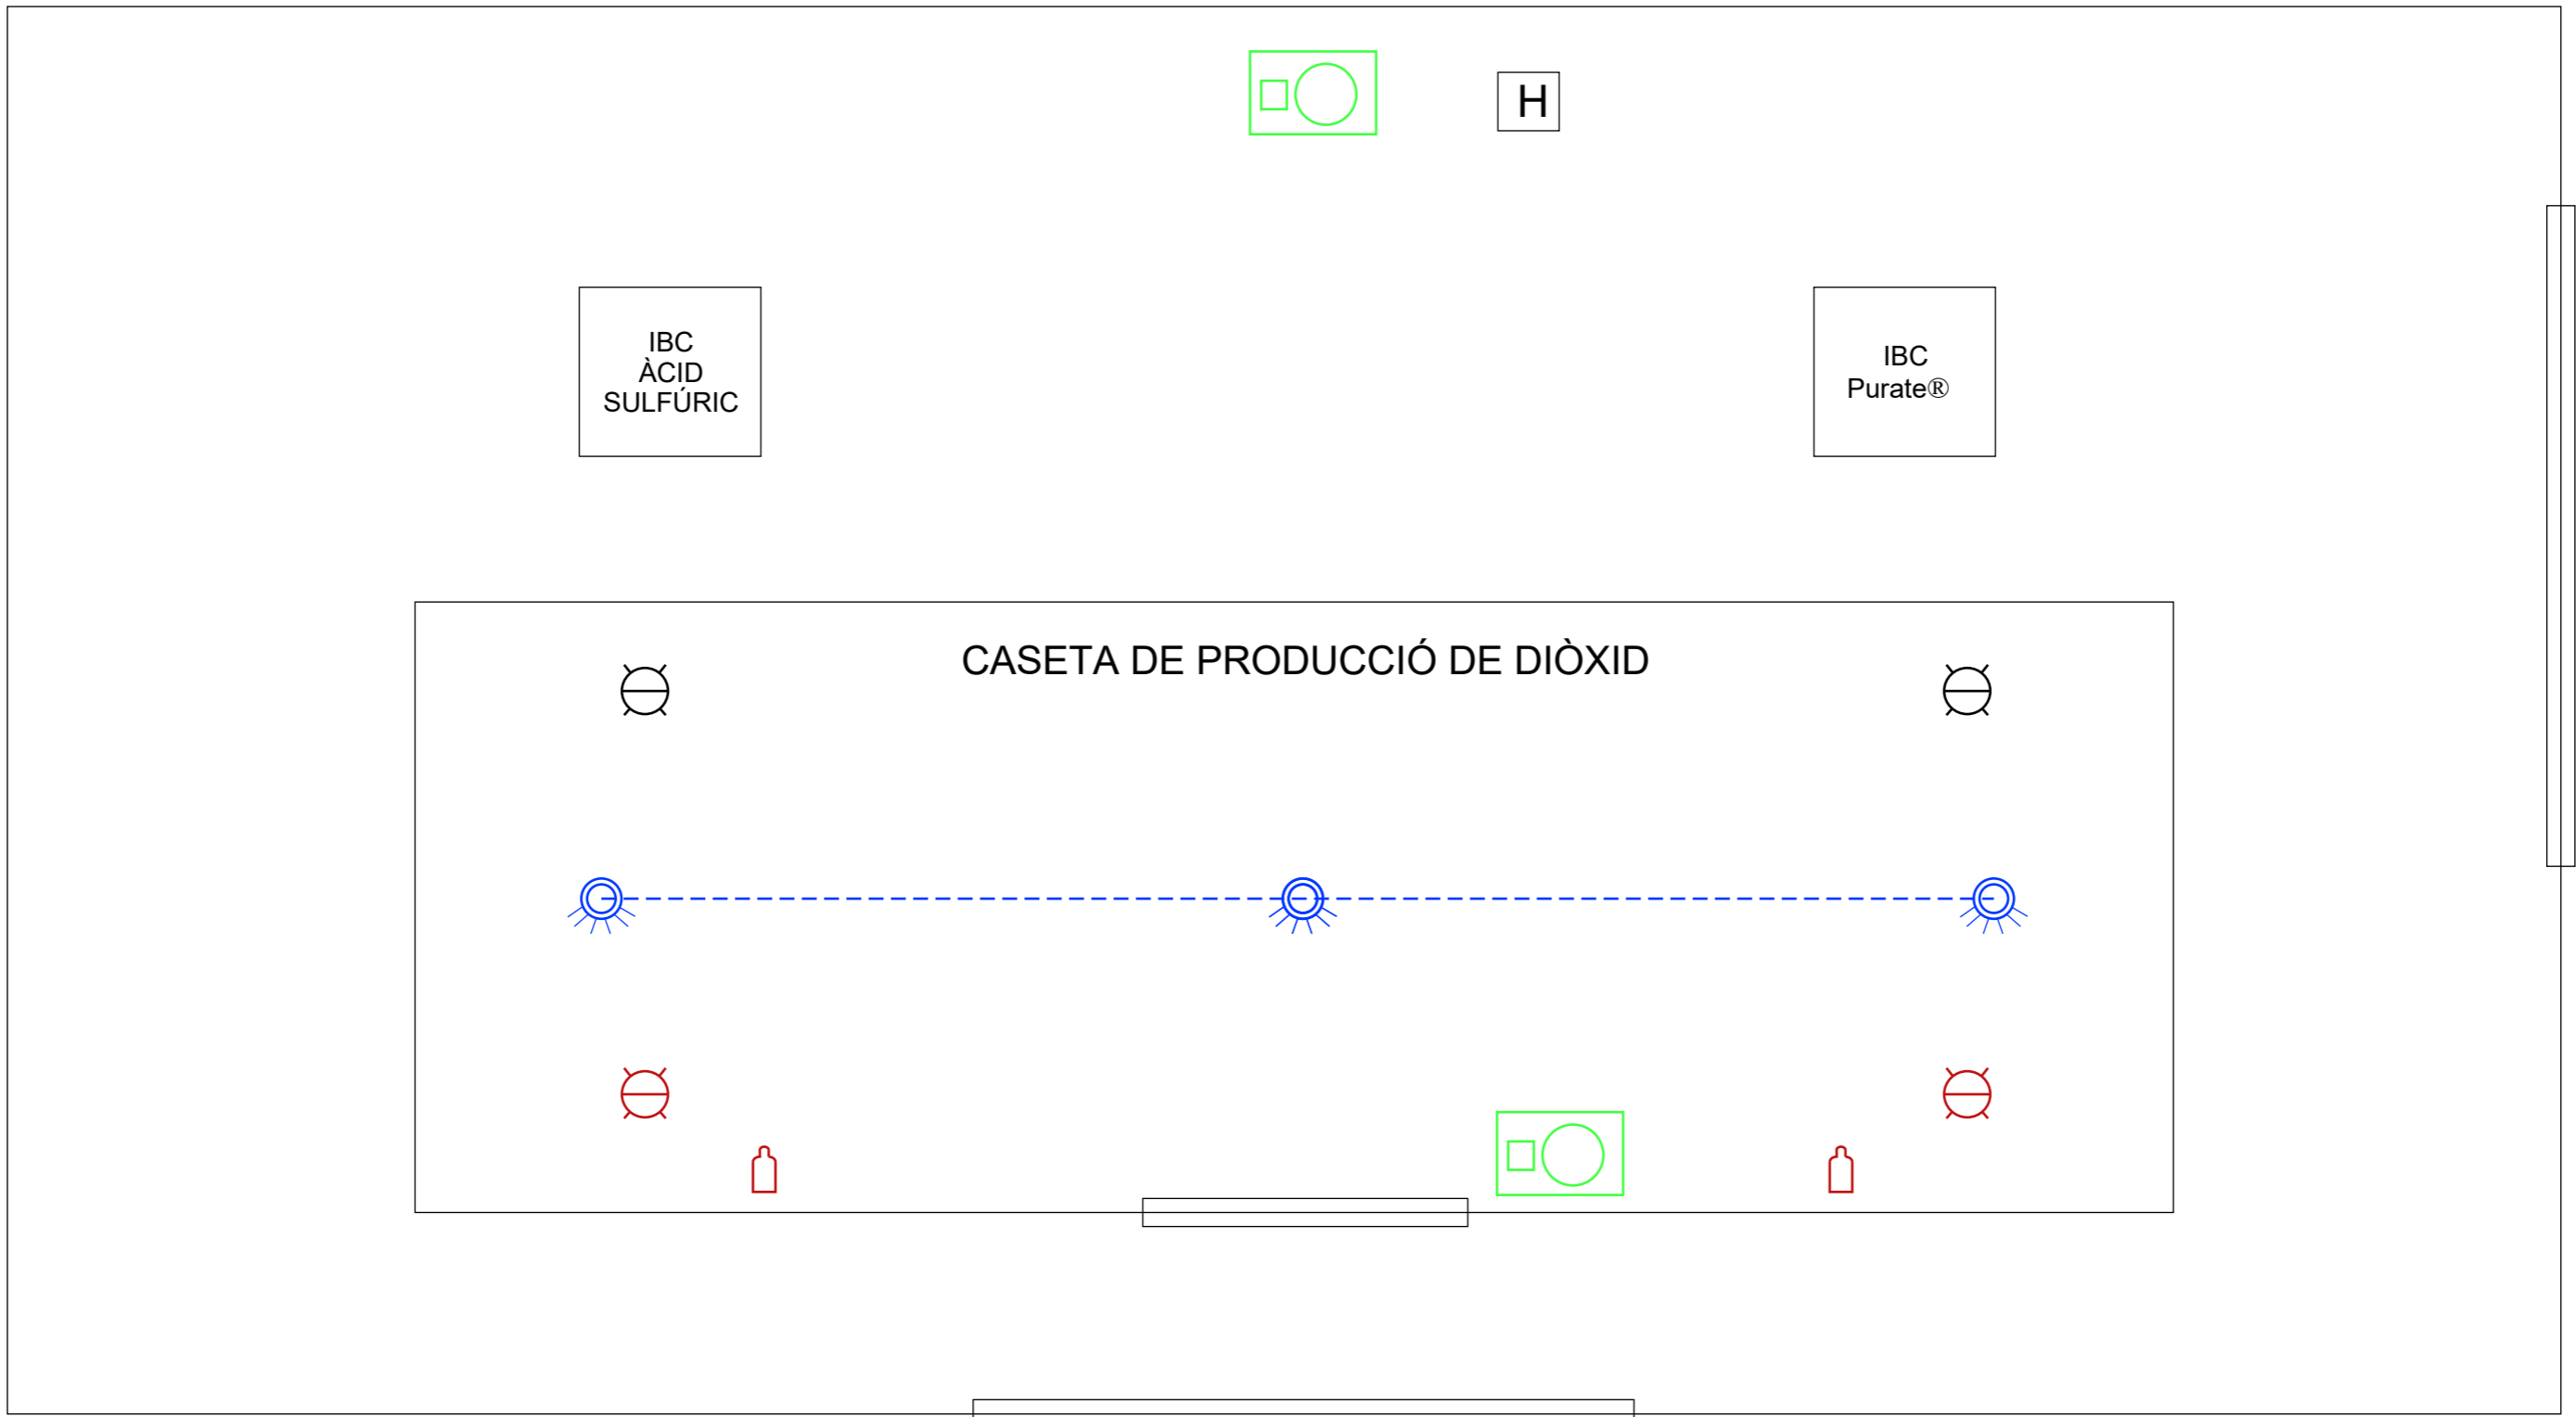 H
IBC
ÀCID
SULFÚRIC
IBC
Purate®
CASETA DE PRODUCCIÓ DE DIÒXID